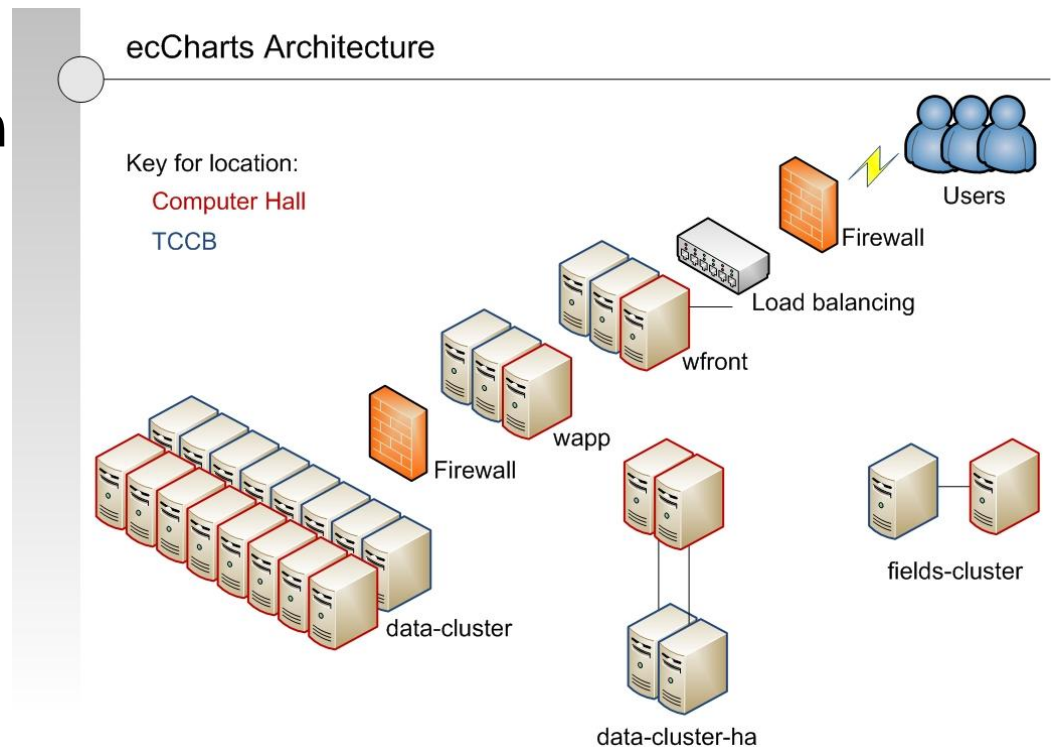 ecCharts Architecture
Key for location:
Computer Hall
TCCB
Users
Firewall
Load balancing
wfront
wapp
Firewall
fields-cluster
data-cluster
data-cluster-ha